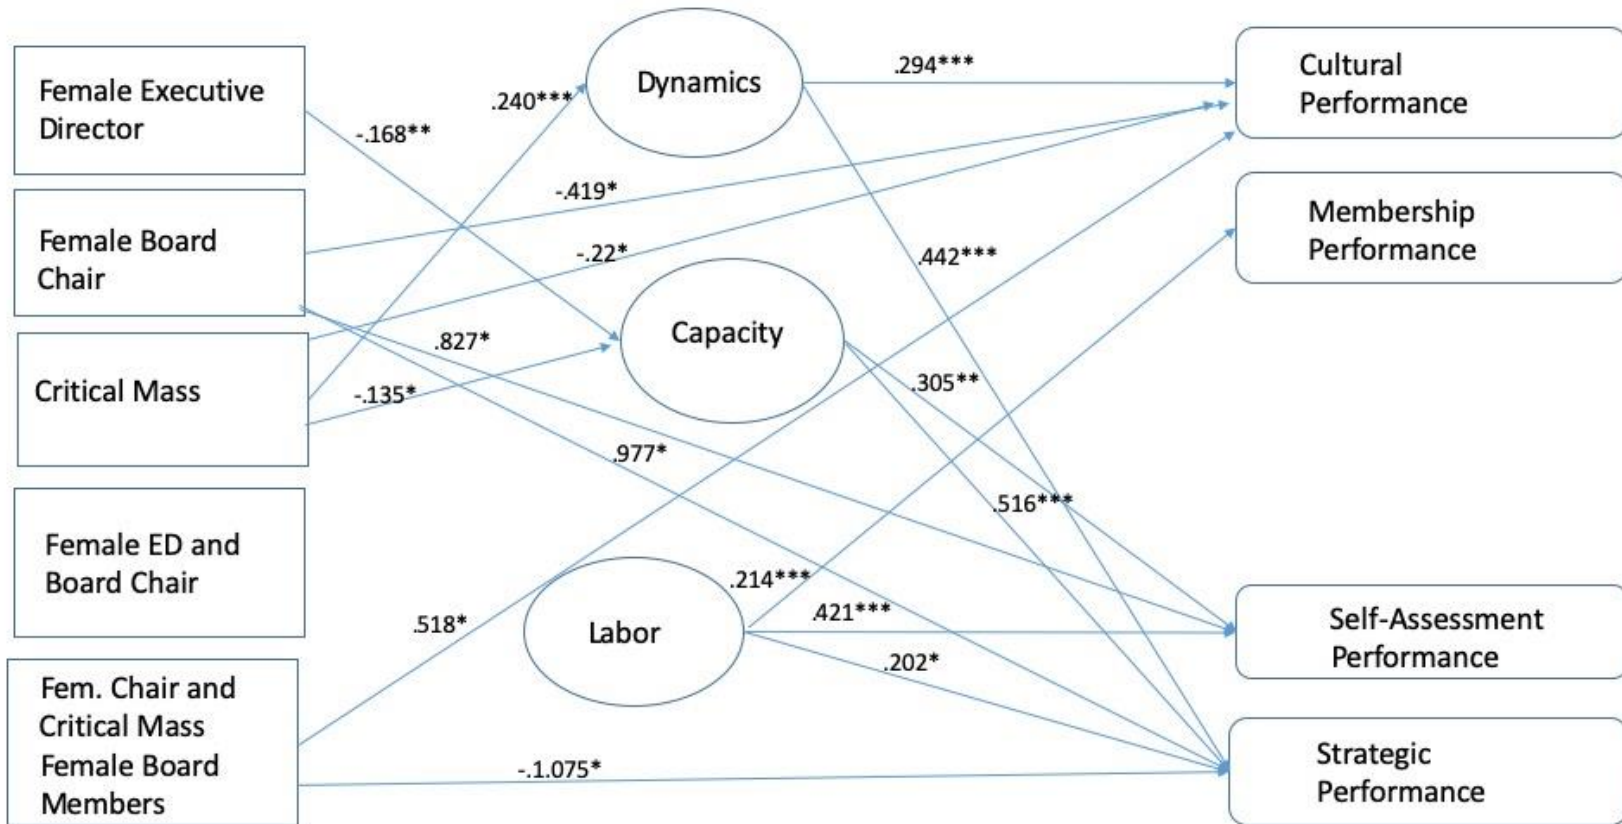 Female Executive
Director
Female Board
Chair
Critical Mass
Female ED and
Board Chair
Fem. Chair and
Critical Mass
Female Board
Members
-.168**
.240***
-.419*
-.22*
.827*
-.135*
.977*
.518*
-.1.075*
Dynamics
Capacity
Labor
.294***
.442***
.305**
.516***
.214***
.421***
.202*
Cultural
Performance
Membership
Performance
Self-Assessment
Performance
Strategic
Performance